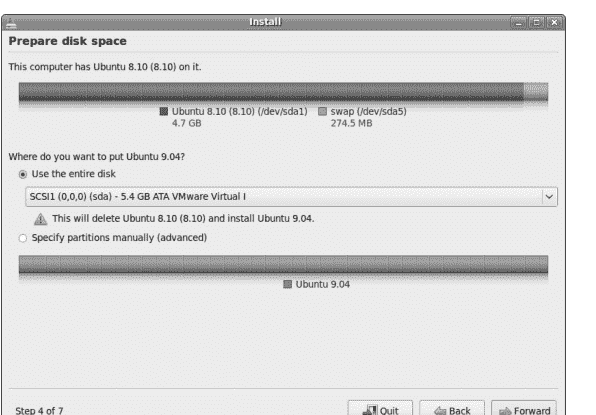 Install
Prepare disk space
This computer has Ubuntu 8.10 (8.10) on it.
Ubuntu 8.10 (8.10) (/dev/sda1) swap (/dev/sda5)
4.7 GB 274.5 MB
Where do you want to put Ubuntu 9.04?
Use the entire disk
SCSI1 (0,0,0) (sda) - 5.4 GB ATA VMware Virtual I
This will delete Ubuntu 8.10 (8.10) and install Ubuntu 9.04.
Specify partitions manually (advanced)
Ubuntu 9.04
Step 4 of 7 Quit Back Forward